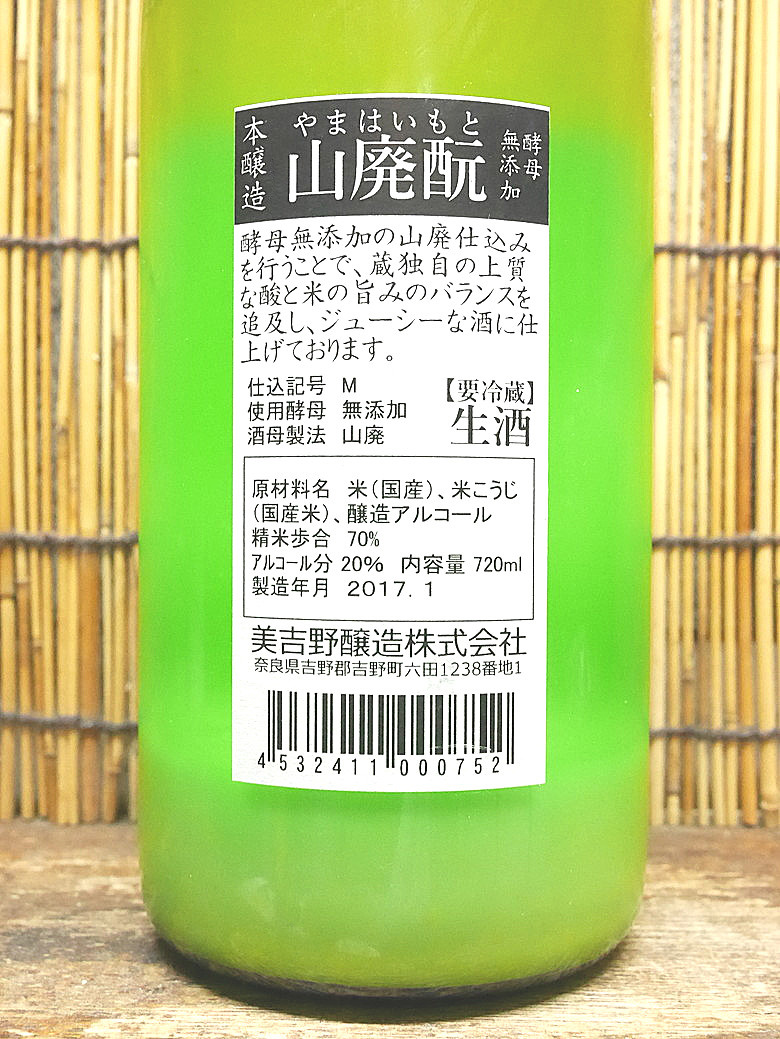 本醸造
やまはいもと
山廃酛
酵母
無添加
酵母無添加の山廃仕込み
を行うことで、蔵独自の上質
な酸と米の旨みのバランスを
追及し、ジューシーな酒に仕
上げております。
仕込記号 M
使用酵母 無添加
酒母製法 山廃
【要冷蔵】
生酒
原材料名 米(国産)、米こうじ
(国産米)、醸造アルコール
精米歩合 70%
アルコール分 20% 内容量 720ml
製造年月 2017.1
美吉野醸造株式会社
奈良県吉野郡吉野町六田1238番地1
4 532411 000752